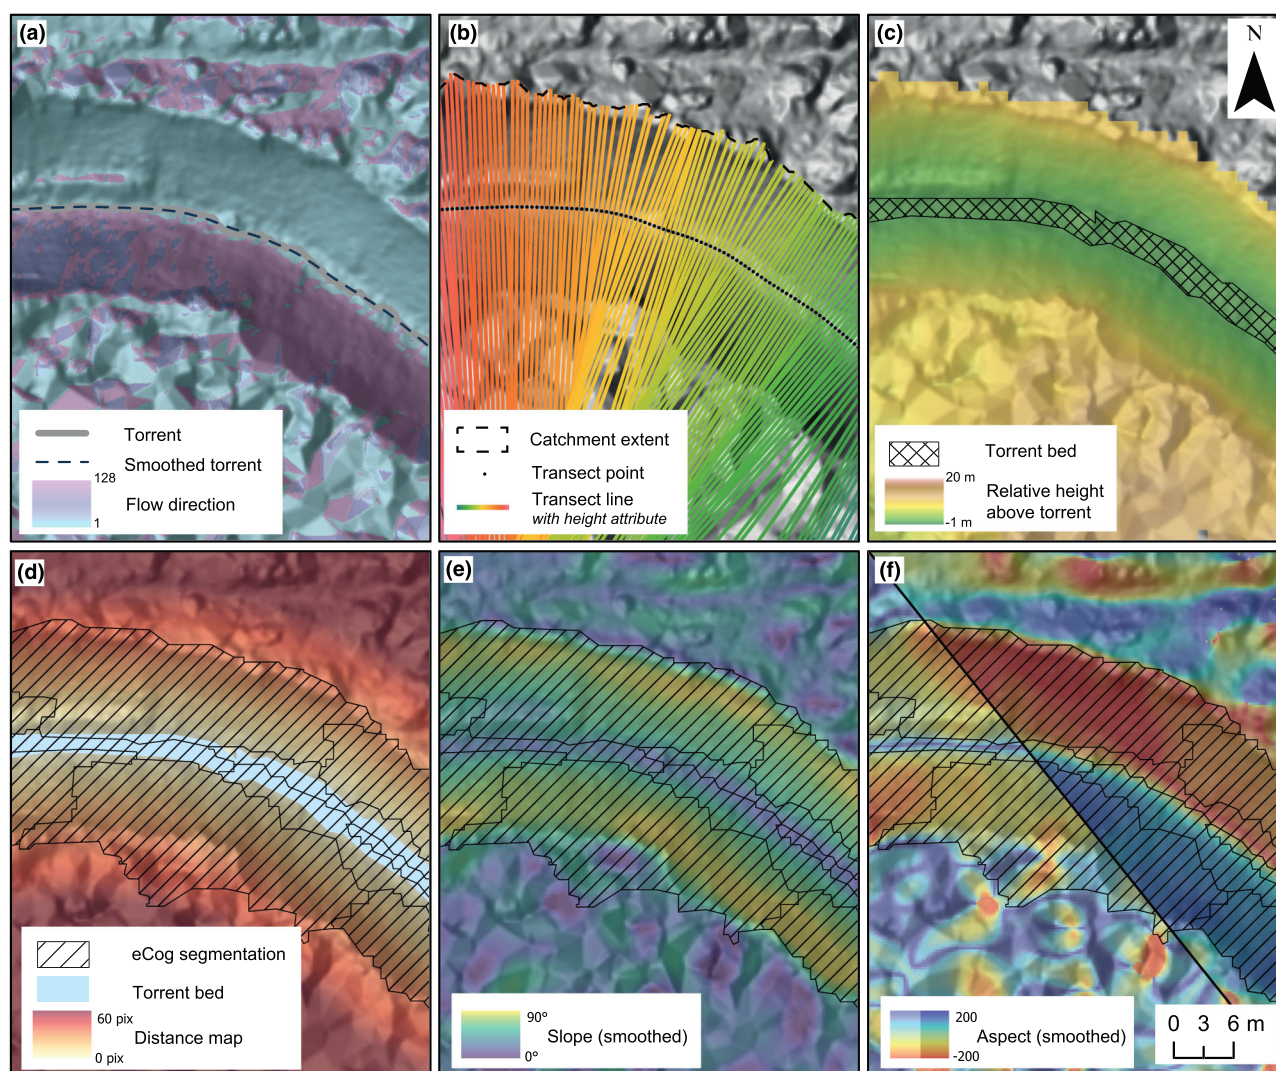 (a)
Torrent
Smoothed torrent
128
Flow direction
1
(b)
Catchment extent
Transect point
Transect line
with height attribute
(c)
N
Torrent bed
20 m
Relative height
above torrent
-1 m
(d)
eCog segmentation
Torrent bed
60 pix
Distance map
0 pix
(e)
90°
Slope (smoothed)
0°
(f)
200
Aspect (smoothed)
-200
0 3 6 m